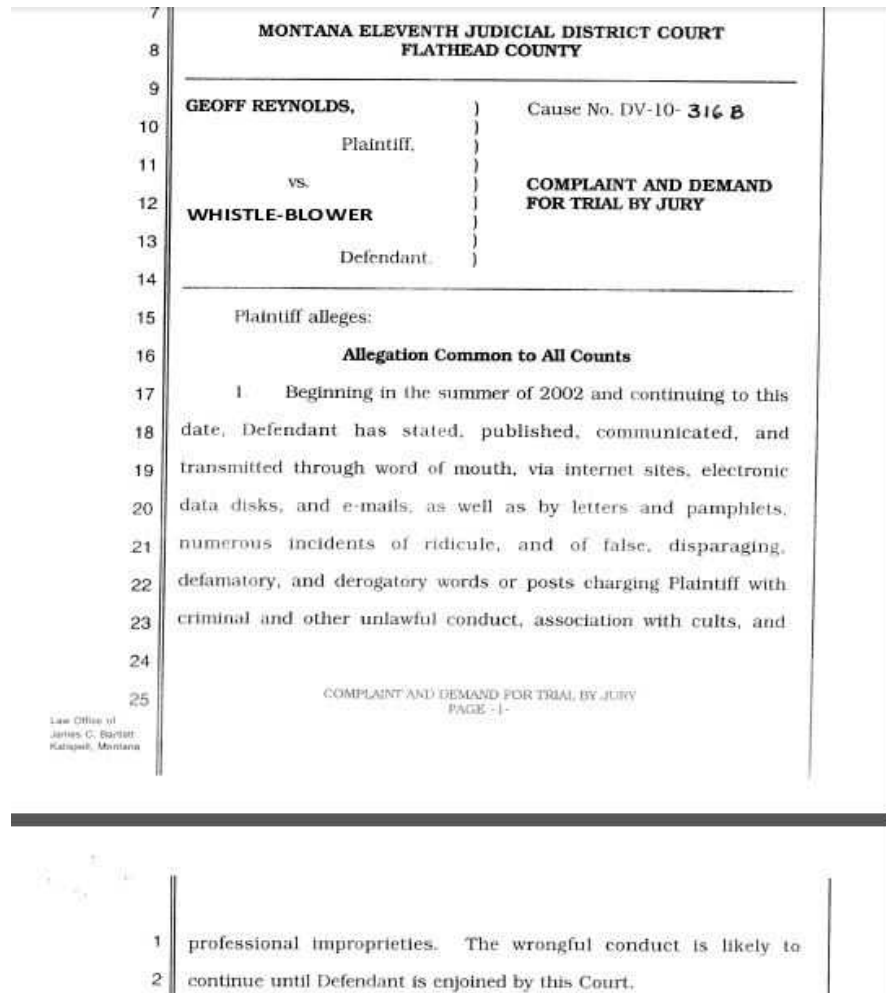 7
MONTANA ELEVENTH JUDICIAL DISTRICT COURT
8 FLATHEAD COUNTY
9
GEOFF REYNOLDS, ) Cause No. DV-10- 316 B
10 )
Plaintiff, )
11 )
vs. ) COMPLAINT AND DEMAND
12 ) FOR TRIAL BY JURY
WHISTLE-BLOWER )
13 )
Defendant. )
14
15 Plaintiff alleges:
16 Allegation Common to All Counts
17 1 Beginning in the summer of 2002 and continuing to this
18 date, Defendant has stated, published, communicated, and
19 transmitted through word of mouth, via internet sites, electronic
20 data disks, and e-mails, as well as by letters and pamphlets,
21 numerous incidents of ridicule, and of false, disparaging,
22 defamatory, and derogatory words or posts charging Plaintiff with
23 criminal and other unlawful conduct, association with cults, and
24
25 COMPLAINT AND DEMAND FOR TRIAL BY JURY
PAGE -1-
Law Office of
James C. Bartlett
Kalispell, Montana
1 professional improprieties. The wrongful conduct is likely to
2 continue until Defendant is enjoined by this Court.